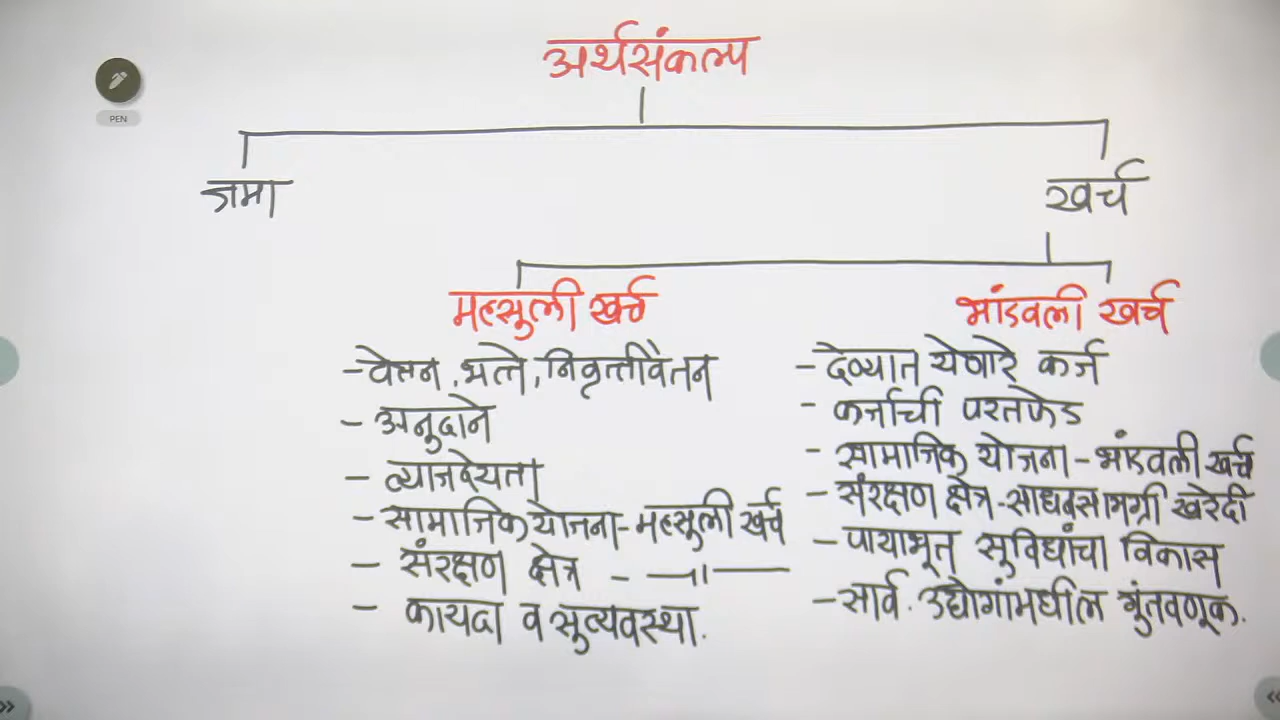 अर्थसंकल्प
PEN
जमा
खर्च
महसुली खर्च
- वेतन, भत्ते, निवृत्तीवेतन
- अनुदाने
- व्याजदेयता
- सामाजिक योजना - महसुली खर्च
- संरक्षण क्षेत्र - —॥—
- कायदा व सुव्यवस्था.
भांडवली खर्च
- देण्यात येणारे कर्ज
- कर्जाची परतफेड
- सामाजिक योजना - भांडवली खर्च
- संरक्षण क्षेत्र - साधनसामग्री खरेदी
- पायाभूत सुविधांचा विकास
- सार्व. उद्योगांमधील गुंतवणूक.